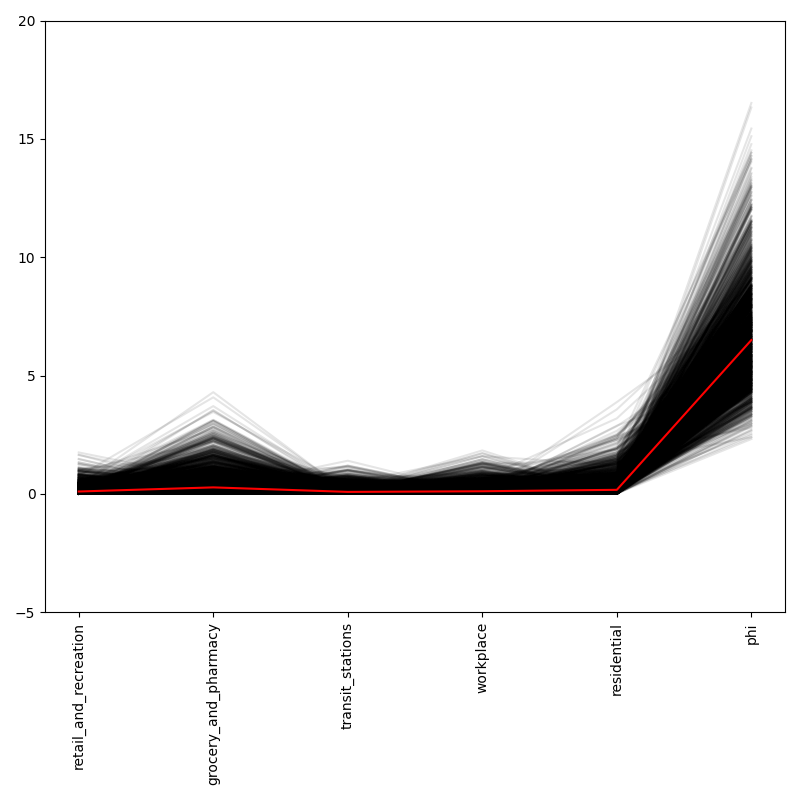 20
15
10
5
0
−5
retail_and_recreation
grocery_and_pharmacy
transit_stations
workplace
residential
phi